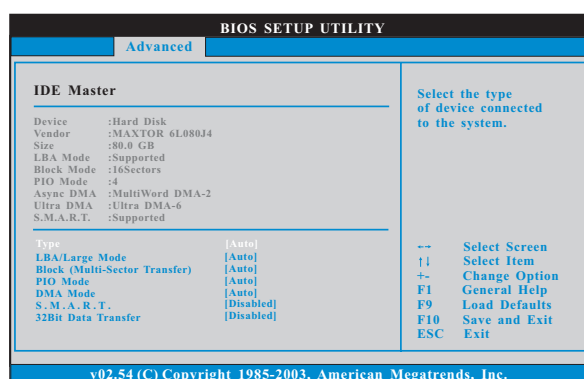 BIOS SETUP UTILITY
Advanced
IDE Master
Device :Hard Disk
Vendor :MAXTOR 6L080J4
Size :80.0 GB
LBA Mode :Supported
Block Mode :16Sectors
PIO Mode :4
Async DMA :MultiWord DMA-2
Ultra DMA :Ultra DMA-6
S.M.A.R.T. :Supported
Type [Auto]
LBA/Large Mode [Auto]
Block (Multi-Sector Transfer) [Auto]
PIO Mode [Auto]
DMA Mode [Auto]
S.M.A.R.T. [Disabled]
32Bit Data Transfer [Disabled]
Select the type
of device connected
to the system.
←→ Select Screen
↑↓ Select Item
+- Change Option
F1 General Help
F9 Load Defaults
F10 Save and Exit
ESC Exit
v02.54 (C) Copyright 1985-2003, American Megatrends, Inc.